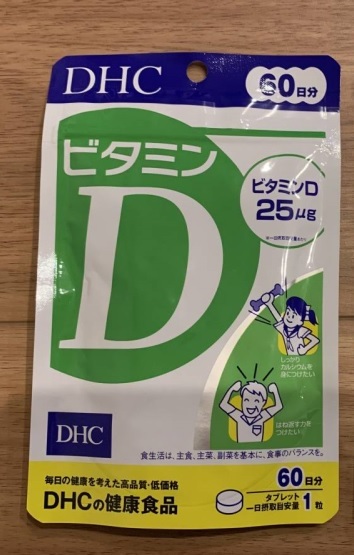 DHC
60日分
ビタミン
D
ビタミンD
25μg
しっかり
カルシウムを
身につけたい
はね返す力を
つけたい
DHC
食生活は、主食、主菜、副菜を基本に、食事のバランスを。
毎日の健康を考えた高品質・低価格
DHCの健康食品
60日分
タブレット
一日摂取目安量 1粒